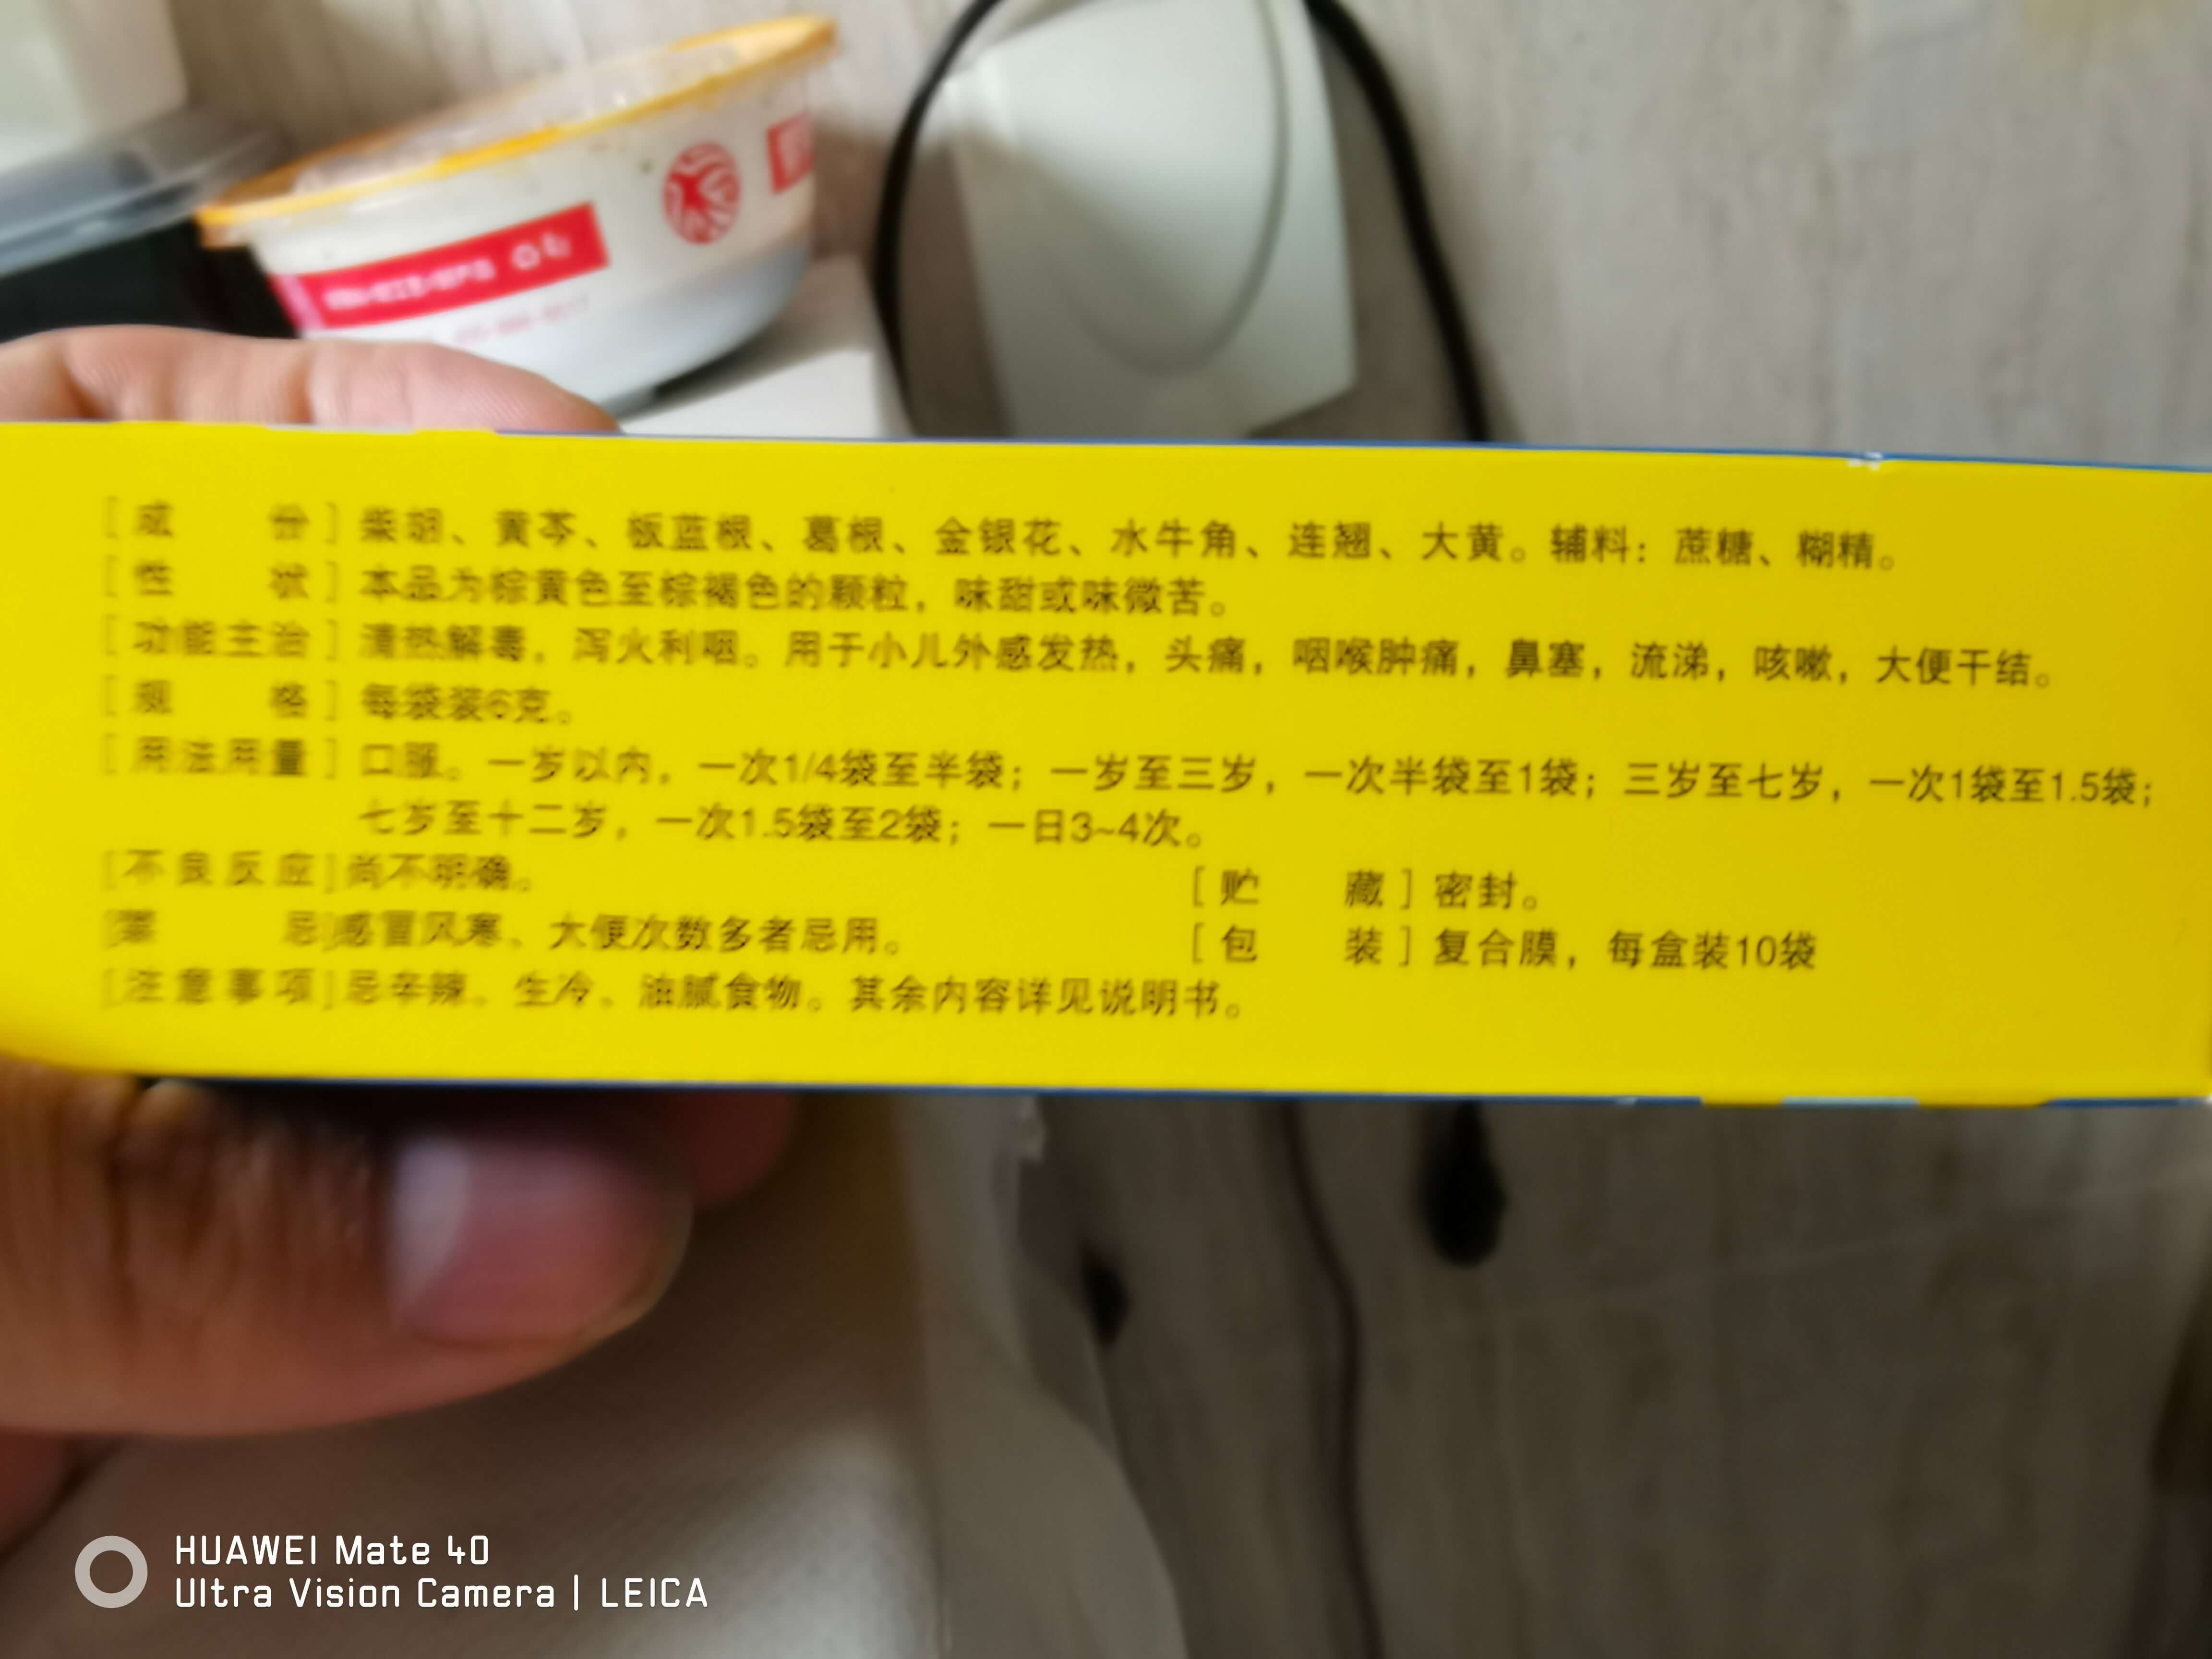 [成份]柴胡、黄芩、板蓝根、葛根、金银花、水牛角、连翘、大黄。辅料：蔗糖、糊精。
[性状]本品为棕黄色至棕褐色的颗粒，味甜或味微苦。
[功能主治]清热解毒，泻火利咽。用于小儿外感发热，头痛，咽喉肿痛，鼻塞，流涕，咳嗽，大便干结。
[规格]每袋装6克。
[用法用量]口服。一岁以内，一次1/4袋至半袋；一岁至三岁，一次半袋至1袋；三岁至七岁，一次1袋至1.5袋；
七岁至十二岁，一次1.5袋至2袋；一日3~4次。
[不良反应]尚不明确。
[贮藏]密封。
[禁忌]感冒风寒、大便次数多者忌用。
[包装]复合膜，每盒装10袋
[注意事项]忌辛辣、生冷、油腻食物。其余内容详见说明书。
HUAWEI Mate 40
Ultra Vision Camera | LEICA